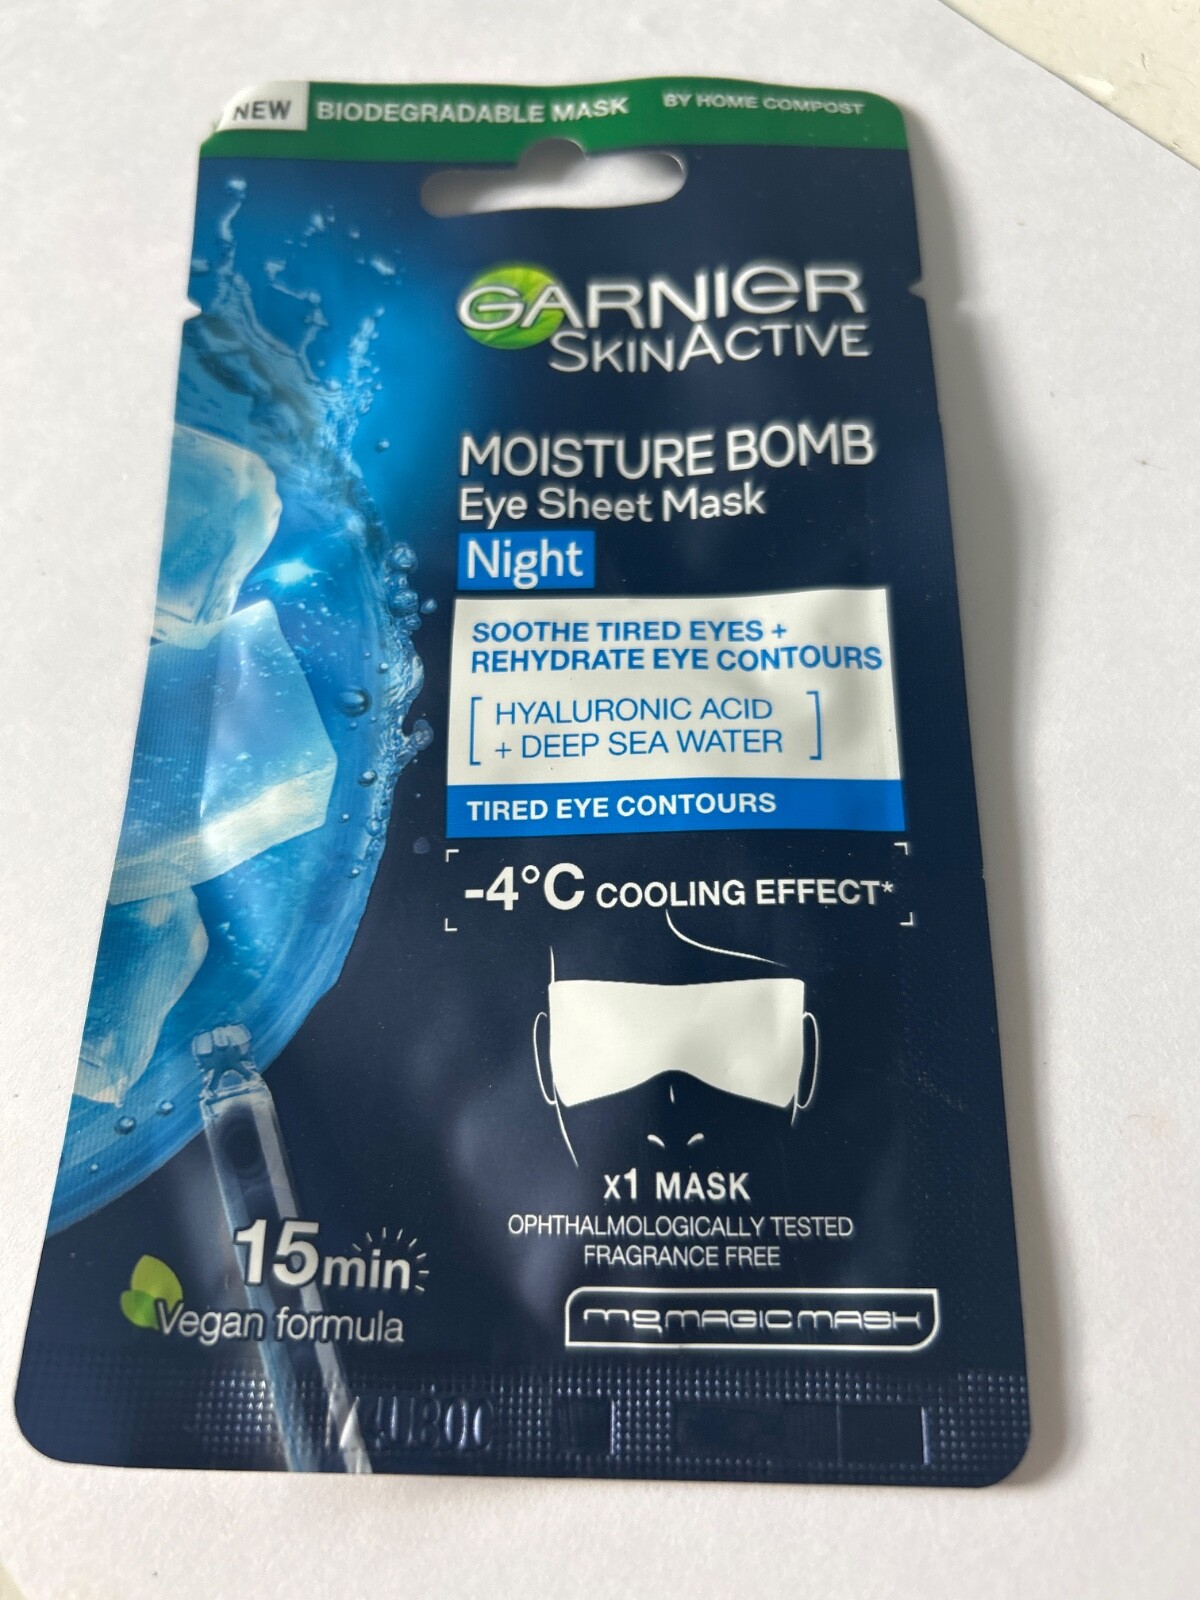 NEW BIODEGRADABLE MASK BY HOME COMPOST
GARNIER
SKINACTIVE
MOISTURE BOMB
Eye Sheet Mask
Night
SOOTHE TIRED EYES +
REHYDRATE EYE CONTOURS
[ HYALURONIC ACID
+ DEEP SEA WATER ]
TIRED EYE CONTOURS
-4°C COOLING EFFECT*
x1 MASK
OPHTHALMOLOGICALLY TESTED
FRAGRANCE FREE
15min
Vegan formula
MAGIC MASK